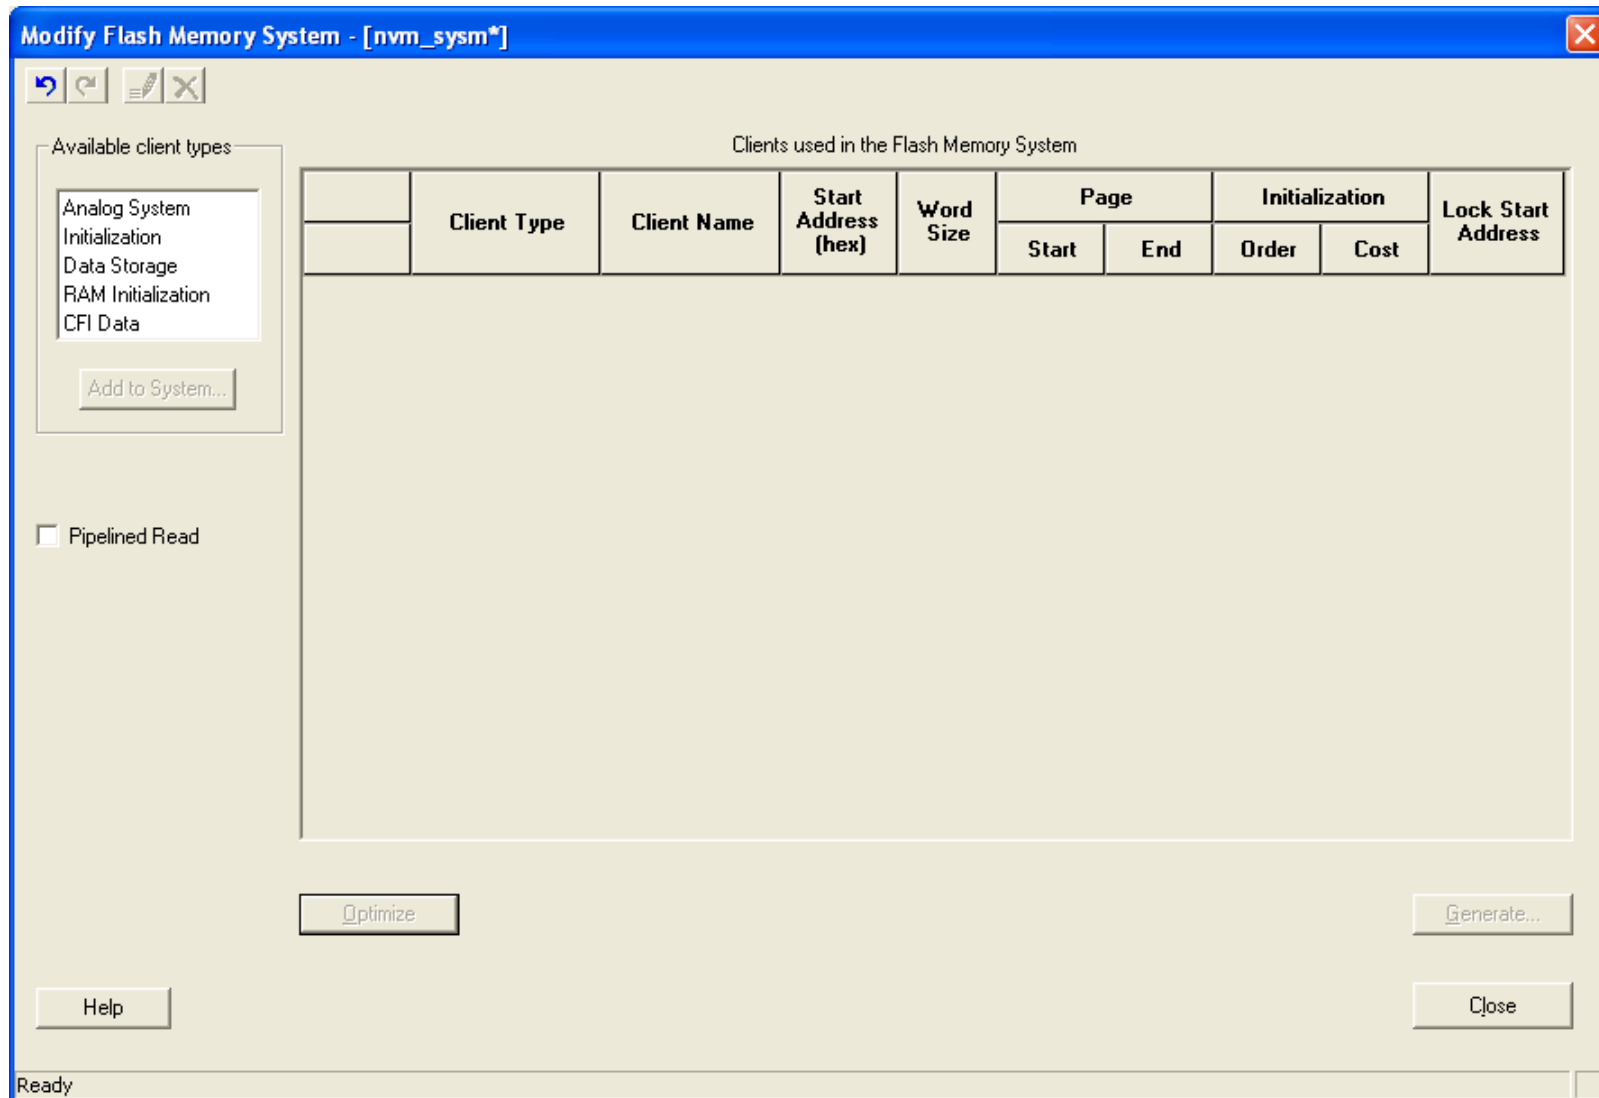 Modify Flash Memory System - [nvm_sysm*]
Available client types
Analog System
Initialization
Data Storage
RAM Initialization
CFI Data
Add to System...
Pipelined Read
Clients used in the Flash Memory System
Client Type
Client Name
Start
Address
(hex)
Word
Size
Page
Start
End
Initialization
Order
Cost
Lock Start
Address
Optimize
Generate...
Help
Close
Ready